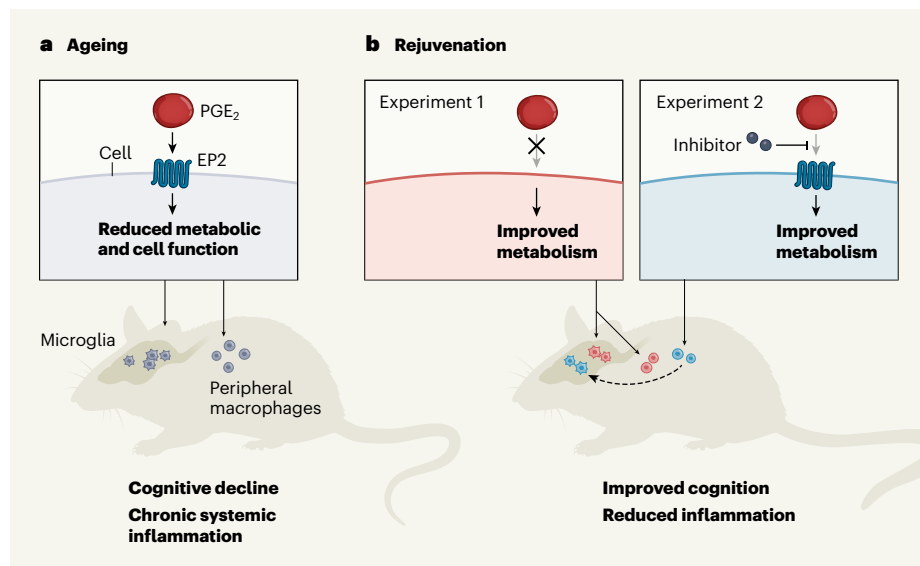 a Ageing
PGE₂
Cell
EP2
Reduced metabolic
and cell function
Microglia
Peripheral
macrophages
Cognitive decline
Chronic systemic
inflammation
b Rejuvenation
Experiment 1
Improved
metabolism
Experiment 2
Inhibitor
Improved
metabolism
Improved cognition
Reduced inflammation